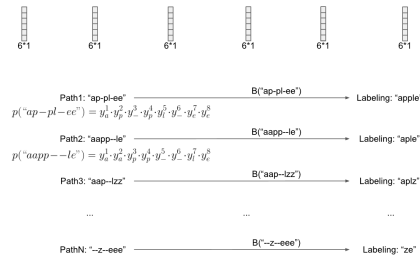 6*1 6*1 6*1 6*1 6*1 6*1
Path1: “ap-pl-ee” B(“ap-pl-ee”) Labeling: “apple”
p(“ap−pl−ee”) = y_a^1·y_p^2·y_−^3·y_p^4·y_l^5·y_−^6·y_e^7·y_e^8
Path2: “aapp--le” B(“aapp--le”) Labeling: “aple”
p(“aapp−−le”) = y_a^1·y_a^2·y_p^3·y_p^4·y_−^5·y_−^6·y_l^7·y_e^8
Path3: “aap--lzz” B(“aap--lzz”) Labeling: “aplz”
... ... ...
PathN: “--z--eee” B(“--z--eee”) Labeling: “ze”